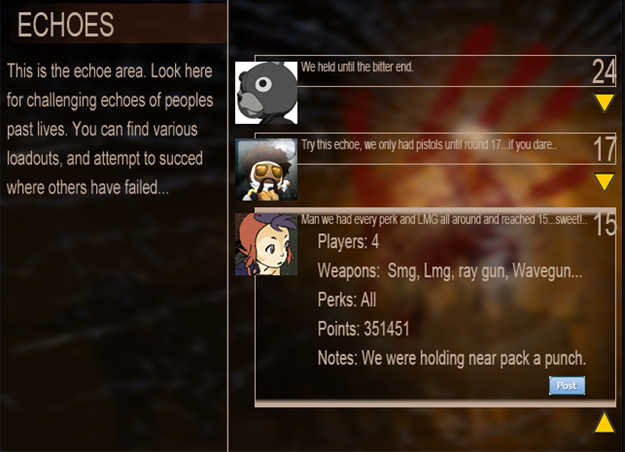 ECHOES
This is the echoe area. Look here
for challenging echoes of peoples
past lives. You can find various
loadouts, and attempt to succed
where others have failed...
We held until the bitter end.
24
Try this echoe, we only had pistols until round 17...if you dare..
17
Man we had every perk and LMG all around and reached 15...sweet!..
15
Players: 4
Weapons: Smg, Lmg, ray gun, Wavegun...
Perks: All
Points: 351451
Notes: We were holding near pack a punch.
Post